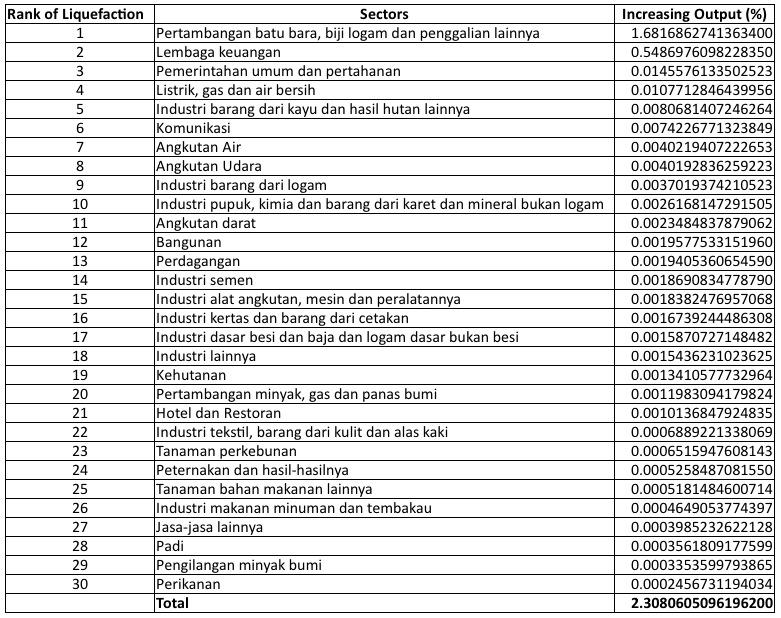 Rank of Liquefaction Sectors Increasing Output (%)
1 Pertambangan batu bara, biji logam dan penggalian lainnya 1.6816862741363400
2 Lembaga keuangan 0.5486976098228350
3 Pemerintahan umum dan pertahanan 0.0145576133502523
4 Listrik, gas dan air bersih 0.0107712846439956
5 Industri barang dari kayu dan hasil hutan lainnya 0.0080681407246264
6 Komunikasi 0.0074226771323849
7 Angkutan Air 0.0040219407222653
8 Angkutan Udara 0.0040192836259223
9 Industri barang dari logam 0.0037019374210523
10 Industri pupuk, kimia dan barang dari karet dan mineral bukan logam 0.0026168147291505
11 Angkutan darat 0.0023484837879062
12 Bangunan 0.0019577533151960
13 Perdagangan 0.0019405360654590
14 Industri semen 0.0018690834778790
15 Industri alat angkutan, mesin dan peralatannya 0.0018382476957068
16 Industri kertas dan barang dari cetakan 0.0016739244486308
17 Industri dasar besi dan baja dan logam dasar bukan besi 0.0015870727148482
18 Industri lainnya 0.0015436231023625
19 Kehutanan 0.0013410577732964
20 Pertambangan minyak, gas dan panas bumi 0.0011983094179824
21 Hotel dan Restoran 0.0010136847924835
22 Industri tekstil, barang dari kulit dan alas kaki 0.0006889221338069
23 Tanaman perkebunan 0.0006515947608143
24 Peternakan dan hasil-hasilnya 0.0005258487081550
25 Tanaman bahan makanan lainnya 0.0005181484600714
26 Industri makanan minuman dan tembakau 0.0004649053774397
27 Jasa-jasa lainnya 0.0003985232622128
28 Padi 0.0003561809177599
29 Pengilangan minyak bumi 0.0003353599793865
30 Perikanan 0.0002456731194034
Total 2.3080605096196200